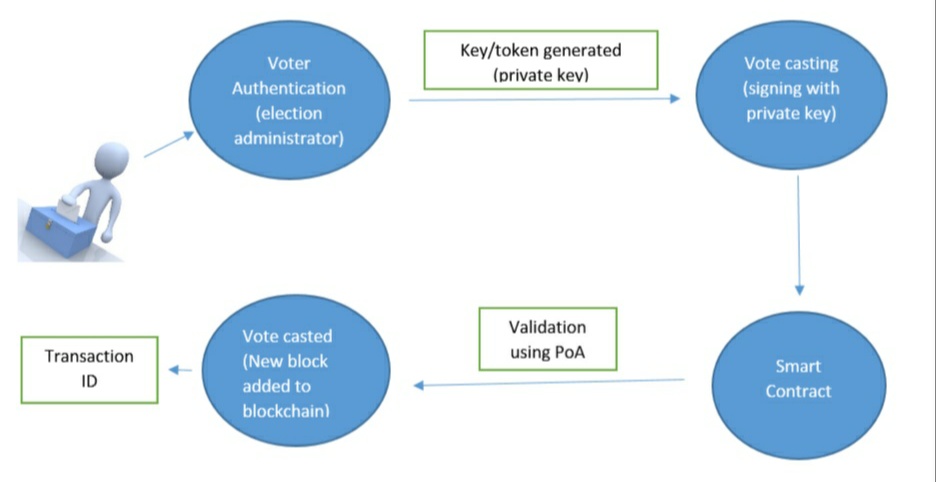 Voter
Authentication
(election
administrator)
Key/token generated
(private key)
Vote casting
(signing with
private key)
Smart
Contract
Validation
using PoA
Vote casted
(New block
added to
blockchain)
Transaction
ID